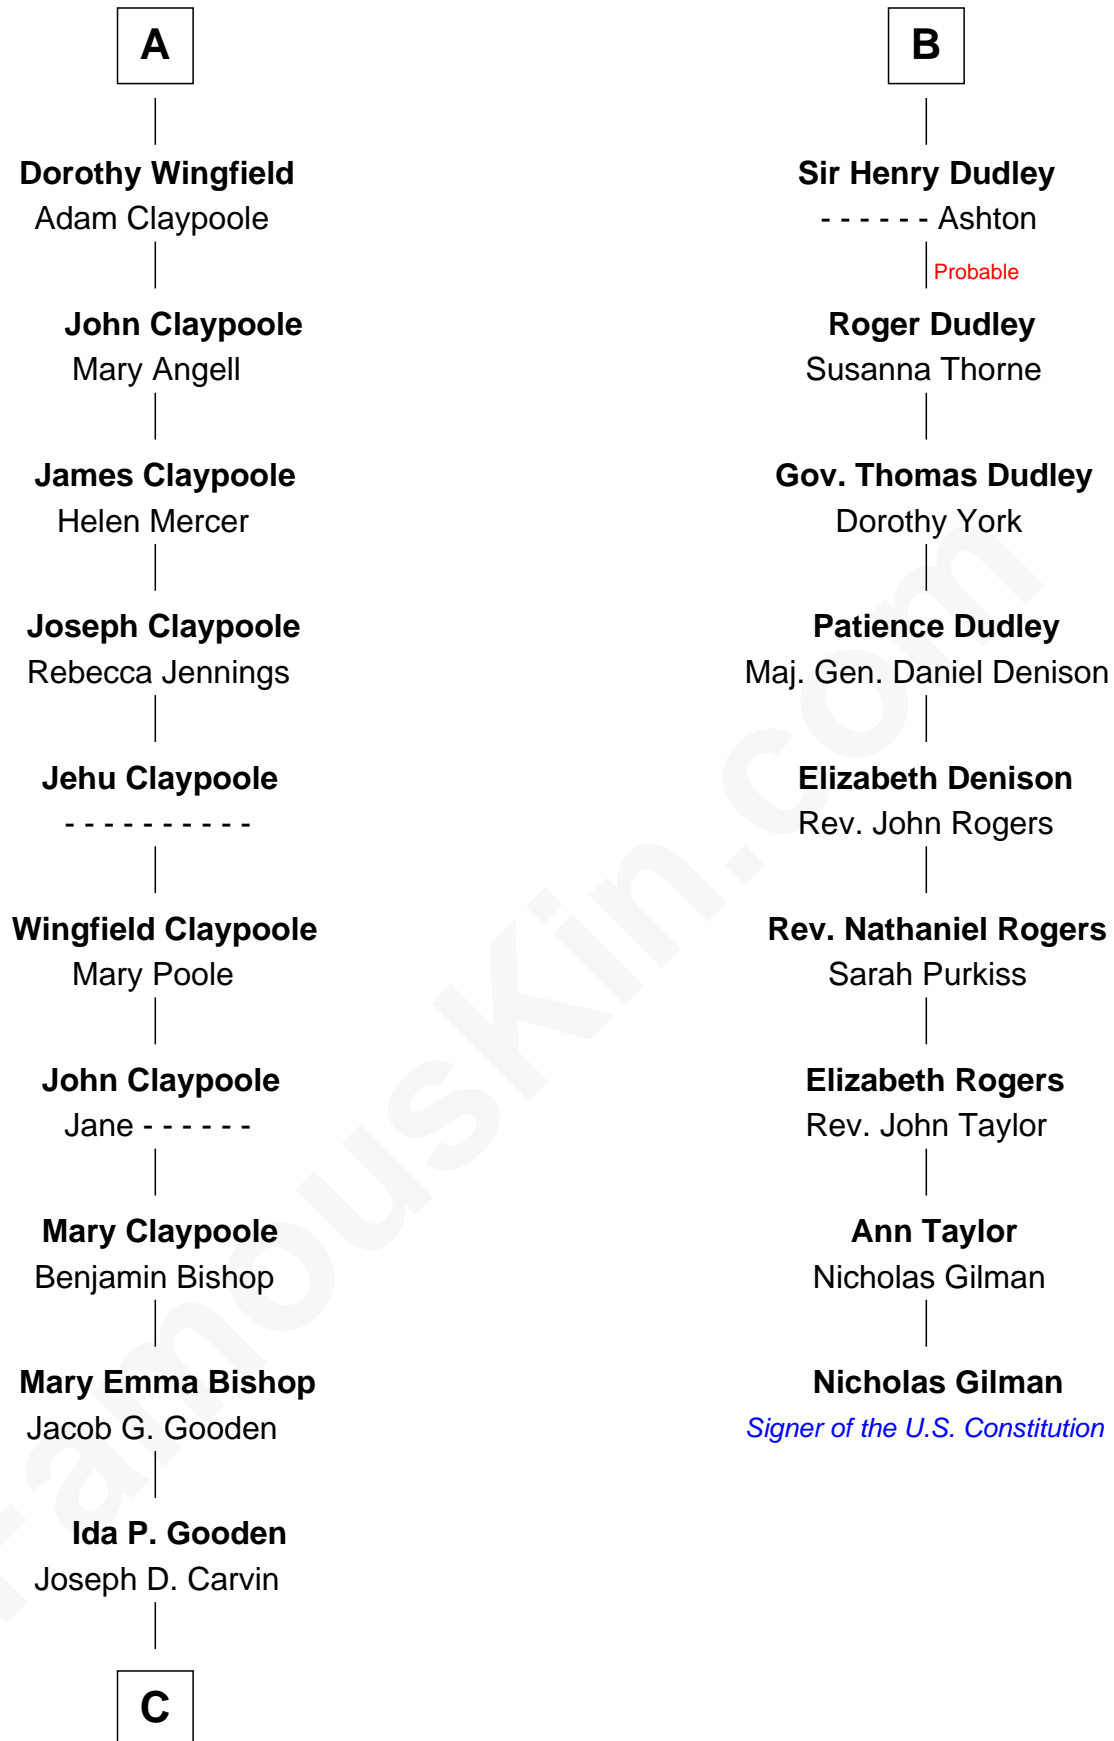 A
Dorothy Wingfield
Adam Claypoole
John Claypoole
Mary Angell
James Claypoole
Helen Mercer
Joseph Claypoole
Rebecca Jennings
Jehu Claypoole
- - - - - - - - - -
Wingfield Claypoole
Mary Poole
John Claypoole
Jane - - - - - -
Mary Claypoole
Benjamin Bishop
Mary Emma Bishop
Jacob G. Gooden
Ida P. Gooden
Joseph D. Carvin
C
B
Sir Henry Dudley
- - - - - - Ashton
Probable
Roger Dudley
Susanna Thorne
Gov. Thomas Dudley
Dorothy York
Patience Dudley
Maj. Gen. Daniel Denison
Elizabeth Denison
Rev. John Rogers
Rev. Nathaniel Rogers
Sarah Purkiss
Elizabeth Rogers
Rev. John Taylor
Ann Taylor
Nicholas Gilman
Nicholas Gilman
Signer of the U.S. Constitution
FamousKin.com